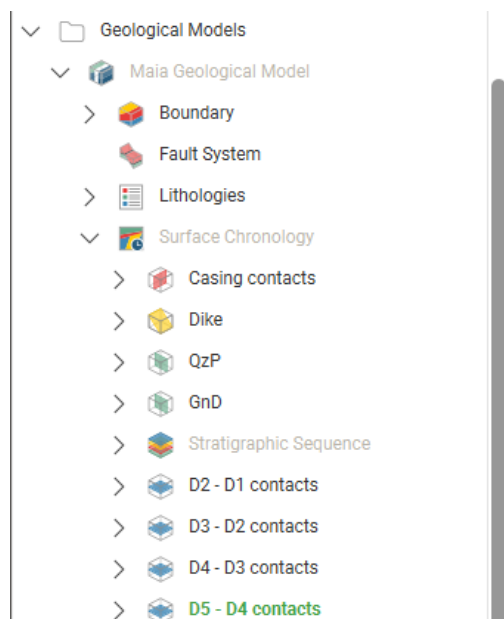 Geological Models
Maia Geological Model
Boundary
Fault System
Lithologies
Surface Chronology
Casing contacts
Dike
QzP
GnD
Stratigraphic Sequence
D2 - D1 contacts
D3 - D2 contacts
D4 - D3 contacts
D5 - D4 contacts